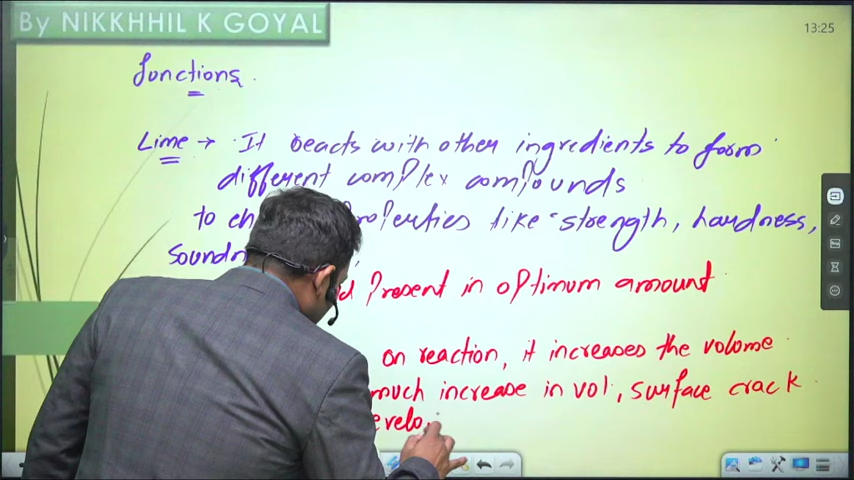 By NIKKHHIL K GOYAL
13:25
functions
Lime → It reacts with other ingredients to form
different complex compounds
to properties like strength, hardness,
Present in optimum amount
on reaction, it increases the volume
much increase in vol, surface crack